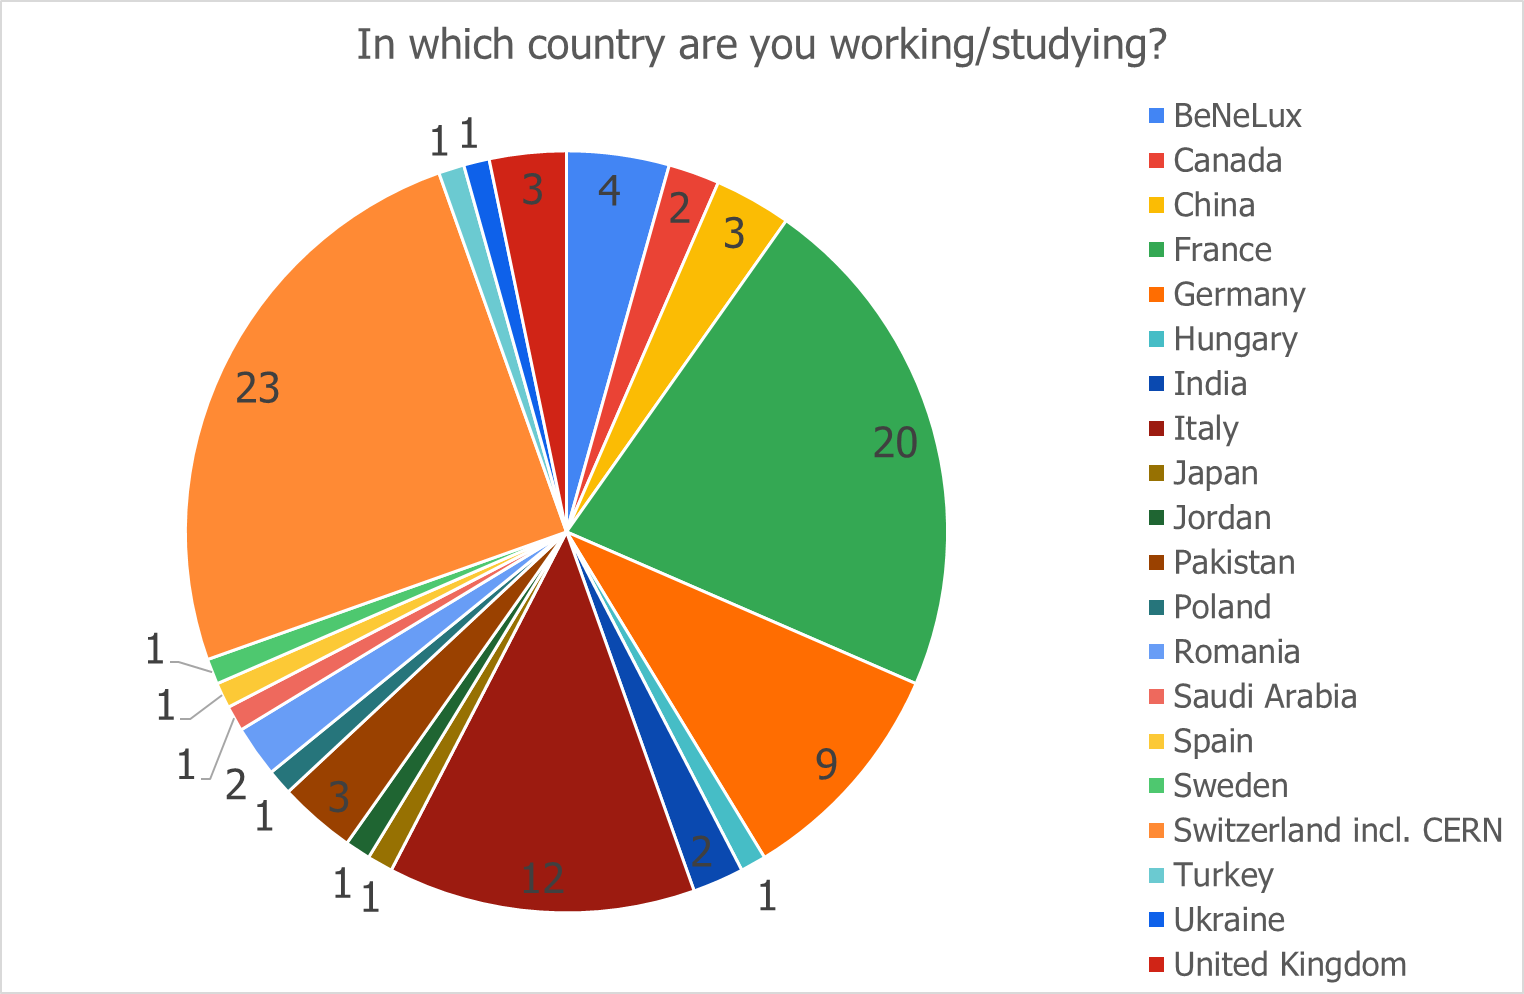 In which country are you working/studying?
1
1
3
4
2
3
23
20
1
1
1
2
1
3
1
1
12
2
1
9
BeNeLux
Canada
China
France
Germany
Hungary
India
Italy
Japan
Jordan
Pakistan
Poland
Romania
Saudi Arabia
Spain
Sweden
Switzerland incl. CERN
Turkey
Ukraine
United Kingdom